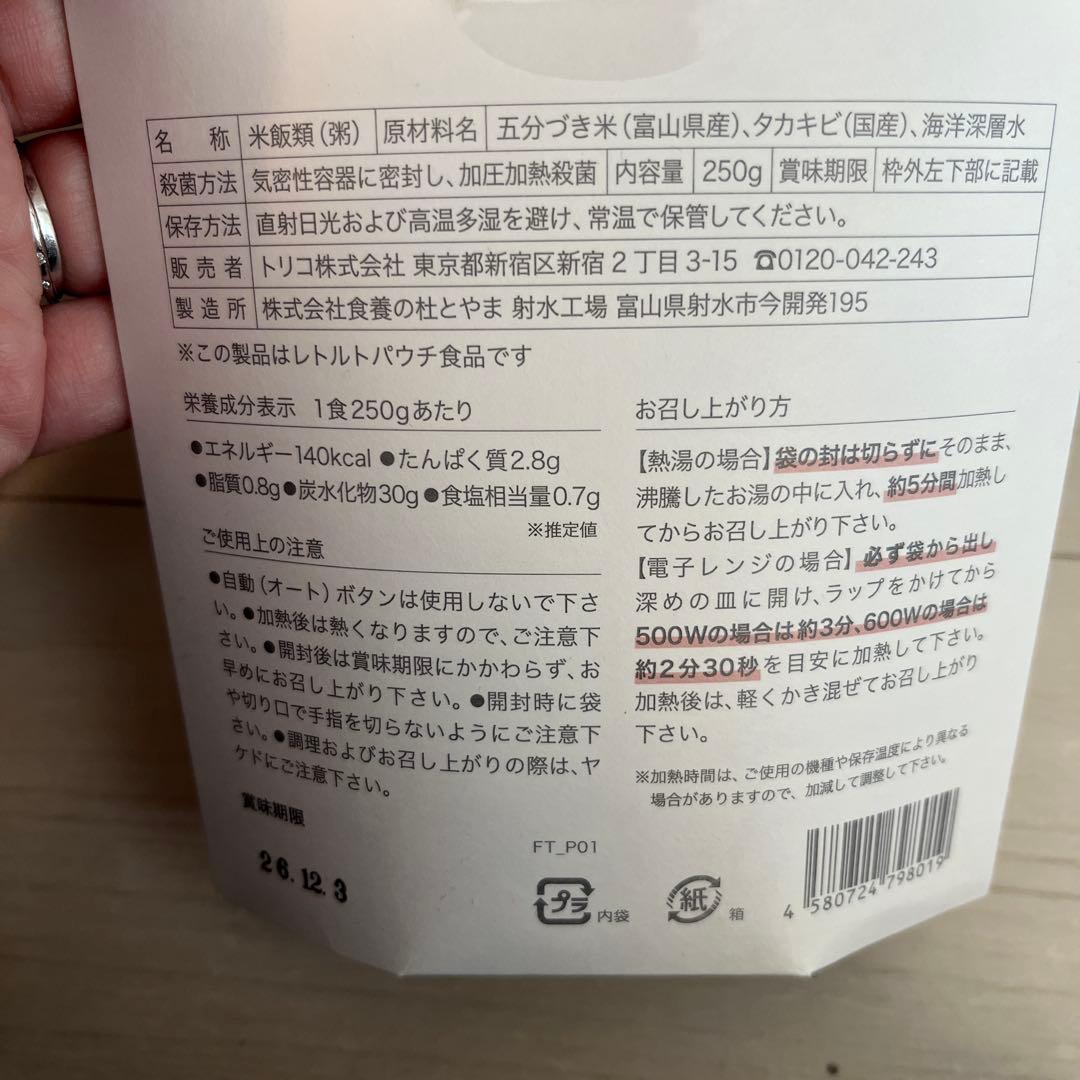 名　称 米飯類（粥） 原材料名 五分づき米（富山県産）、タカキビ（国産）、海洋深層水
殺菌方法 気密性容器に密封し、加圧加熱殺菌 内容量 250g 賞味期限 枠外左下部に記載
保存方法 直射日光および高温多湿を避け、常温で保管してください。
販売者 トリコ株式会社 東京都新宿区新宿2丁目3-15 ☎0120-042-243
製造所 株式会社食養の杜とやま 射水工場 富山県射水市今開発195
※この製品はレトルトパウチ食品です
栄養成分表示 1食250gあたり
●エネルギー140kcal ●たんぱく質2.8g
●脂質0.8g●炭水化物30g●食塩相当量0.7g
※推定値
ご使用上の注意
●自動（オート）ボタンは使用しないで下さ
い。●加熱後は熱くなりますので、ご注意下
さい。●開封後は賞味期限にかかわらず、お
早めにお召し上がり下さい。●開封時に袋
や切り口で手指を切らないようにご注意下
さい。●調理およびお召し上がりの際は、ヤ
ケドにご注意下さい。
お召し上がり方
【熱湯の場合】袋の封は切らずにそのまま、
沸騰したお湯の中に入れ、約5分間加熱し
てからお召し上がり下さい。
【電子レンジの場合】必ず袋から出し
深めの皿に開け、ラップをかけてから
500Wの場合は約3分、600Wの場合は
約2分30秒を目安に加熱して下さい。
加熱後は、軽くかき混ぜてお召し上がり
下さい。
※加熱時間は、ご使用の機種や保存温度により異なる
場合がありますので、加減して調整して下さい。
賞味期限
26.12.3
FT_P01
プラ 内袋
紙 箱
4 580724 798019